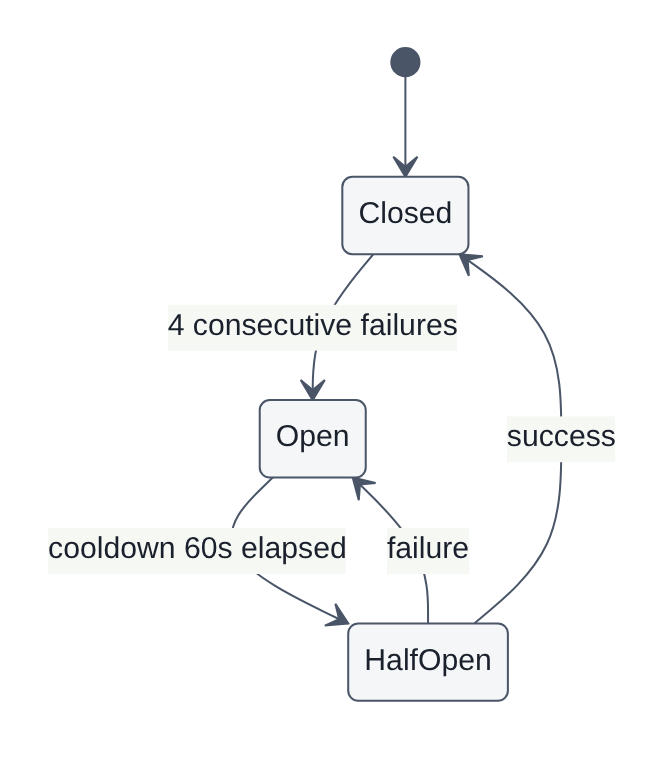 Closed
4 consecutive failures
Open
success
cooldown 60s elapsed
failure
HalfOpen